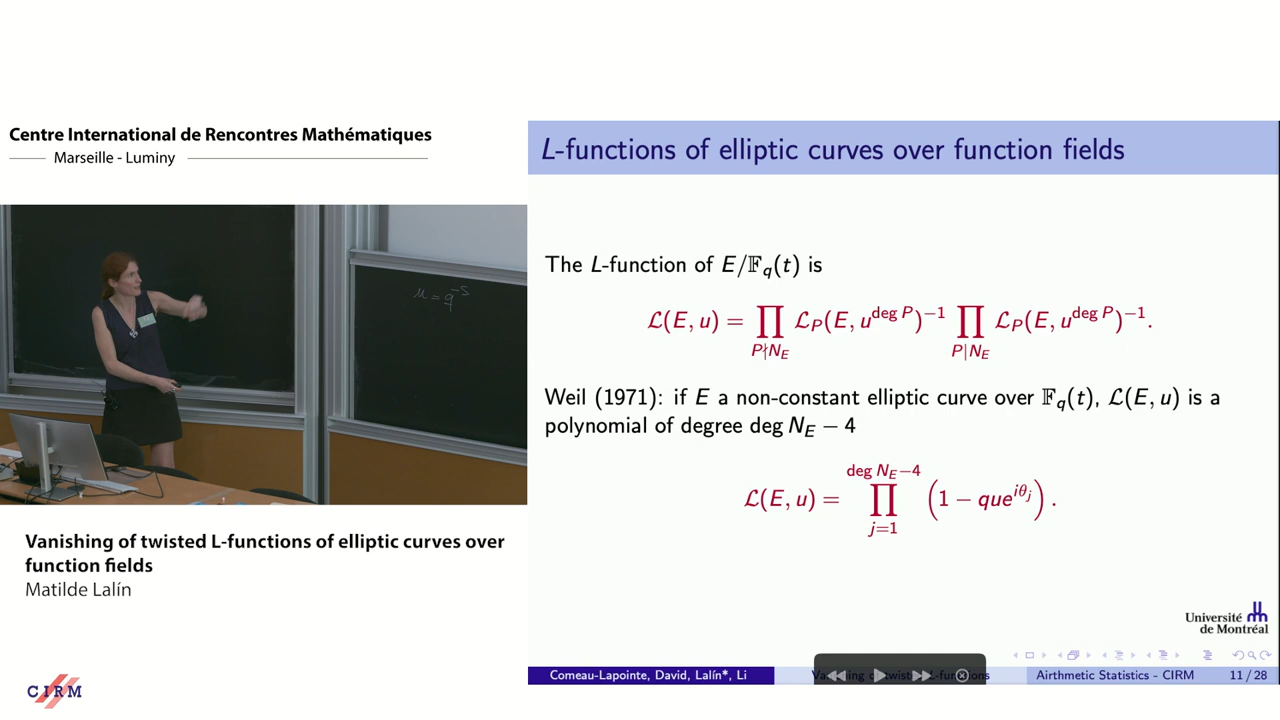 Centre International de Rencontres Mathématiques
Marseille - Luminy
u = q^{-s}
Vanishing of twisted L-functions of elliptic curves over
function fields
Matilde Lalín
CIRM
L-functions of elliptic curves over function fields
The L-function of E/𝔽_q(t) is
ℒ(E, u) = ∏_{P∤N_E} ℒ_P(E, u^{deg P})^{−1} ∏_{P|N_E} ℒ_P(E, u^{deg P})^{−1}.
Weil (1971): if E a non-constant elliptic curve over 𝔽_q(t), ℒ(E, u) is a
polynomial of degree deg N_E − 4
ℒ(E, u) = ∏_{j=1}^{deg N_E−4} (1 − que^{iθ_j}).
Université
de Montréal
Comeau-Lapointe, David, Lalín*, Li
Airthmetic Statistics - CIRM
11 / 28